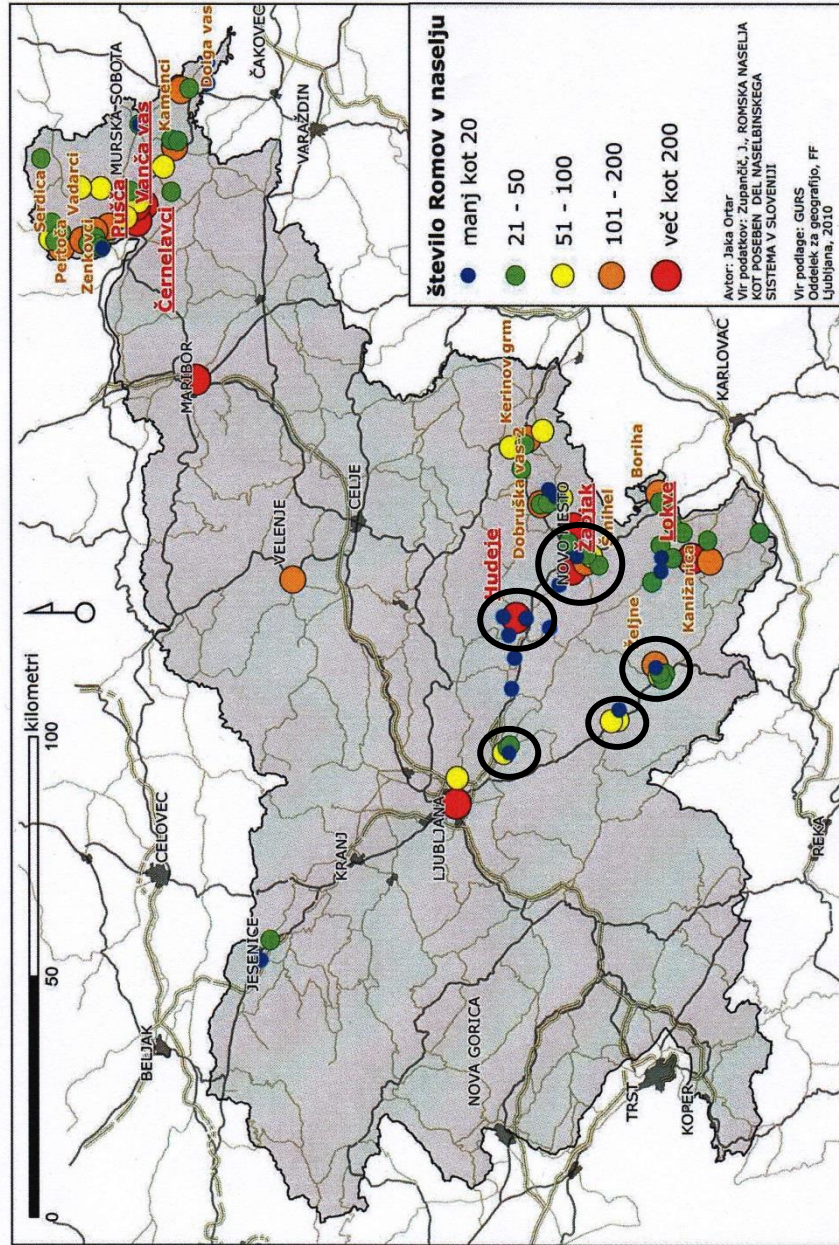 0
50
100
kilometri
BELJAK
CELOVEC
Serdica
Pertoča
Vadarci
Zenkovci
MURSKA SOBOTA
Pušča
Vanča vas
Kamenci
Dolga vas
Černelavci
ČAKOVEC
VARAŽDIN
MARIBOR
JESENICE
VELENJE
KRANJ
CELJE
LJUBLJANA
NOVA GORICA
Hudeje
Dobruška vas-2
Kerinov grm
NOVO MESTO
Žabjak
Šmihel
Željne
Lokve
Boriha
Kanižarica
TRST
KOPER
REKA
KARLOVAC
število Romov v naselju
manj kot 20
21 - 50
51 - 100
101 - 200
več kot 200
Avtor: Jaka Ortar
Vir podatkov: Zupančič, J., ROMSKA NASELJA
KOT POSEBEN DEL NASELBINSKEGA
SISTEMA V SLOVENIJI
Vir podlage: GURS
Oddelek za geografijo, FF
Ljubljana, 2010